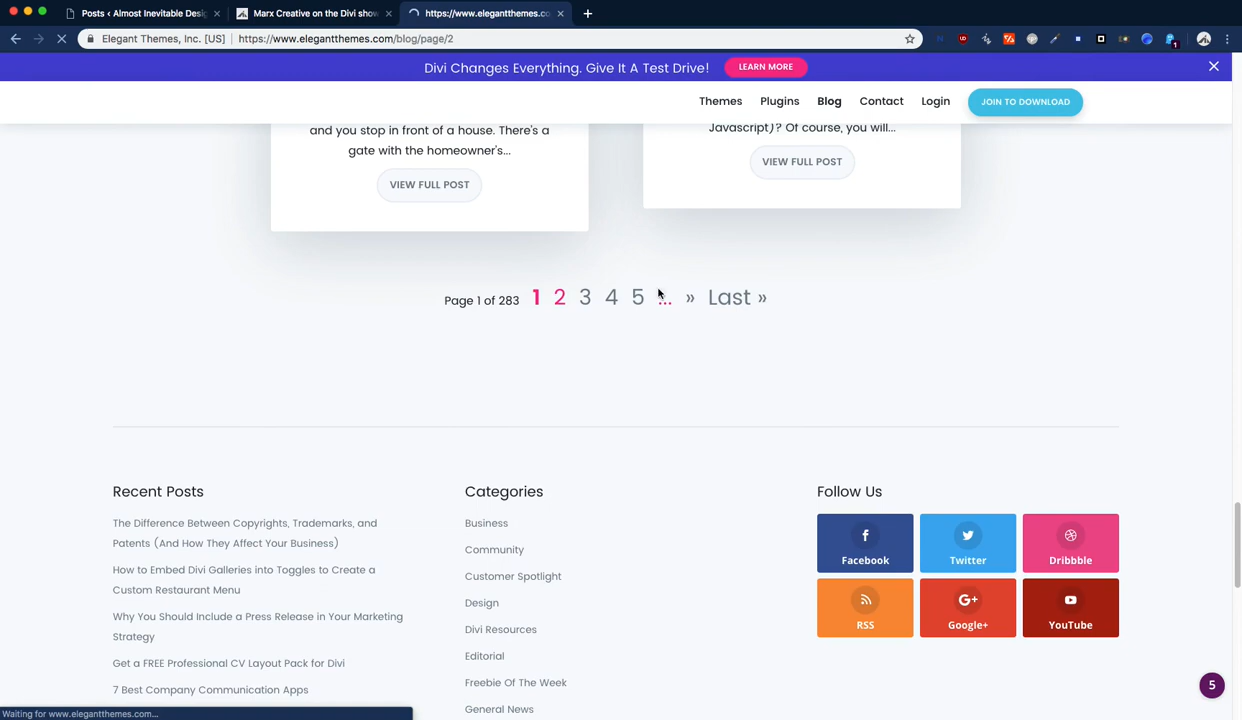 Posts ‹ Almost Inevitable Desig
Marx Creative on the Divi show
https://www.elegantthemes.co
Elegant Themes, Inc. [US]
https://www.elegantthemes.com/blog/page/2
Divi Changes Everything. Give It A Test Drive!
LEARN MORE
Themes
Plugins
Blog
Contact
Login
JOIN TO DOWNLOAD
and you stop in front of a house. There's a
gate with the homeowner's...
VIEW FULL POST
Javascript)? Of course, you will...
VIEW FULL POST
Page 1 of 283 1 2 3 4 5 ... » Last »
Recent Posts
The Difference Between Copyrights, Trademarks, and
Patents (And How They Affect Your Business)
How to Embed Divi Galleries into Toggles to Create a
Custom Restaurant Menu
Why You Should Include a Press Release in Your Marketing
Strategy
Get a FREE Professional CV Layout Pack for Divi
7 Best Company Communication Apps
Categories
Business
Community
Customer Spotlight
Design
Divi Resources
Editorial
Freebie Of The Week
General News
Follow Us
Facebook
Twitter
Dribbble
RSS
Google+
YouTube
5
Waiting for www.elegantthemes.com...